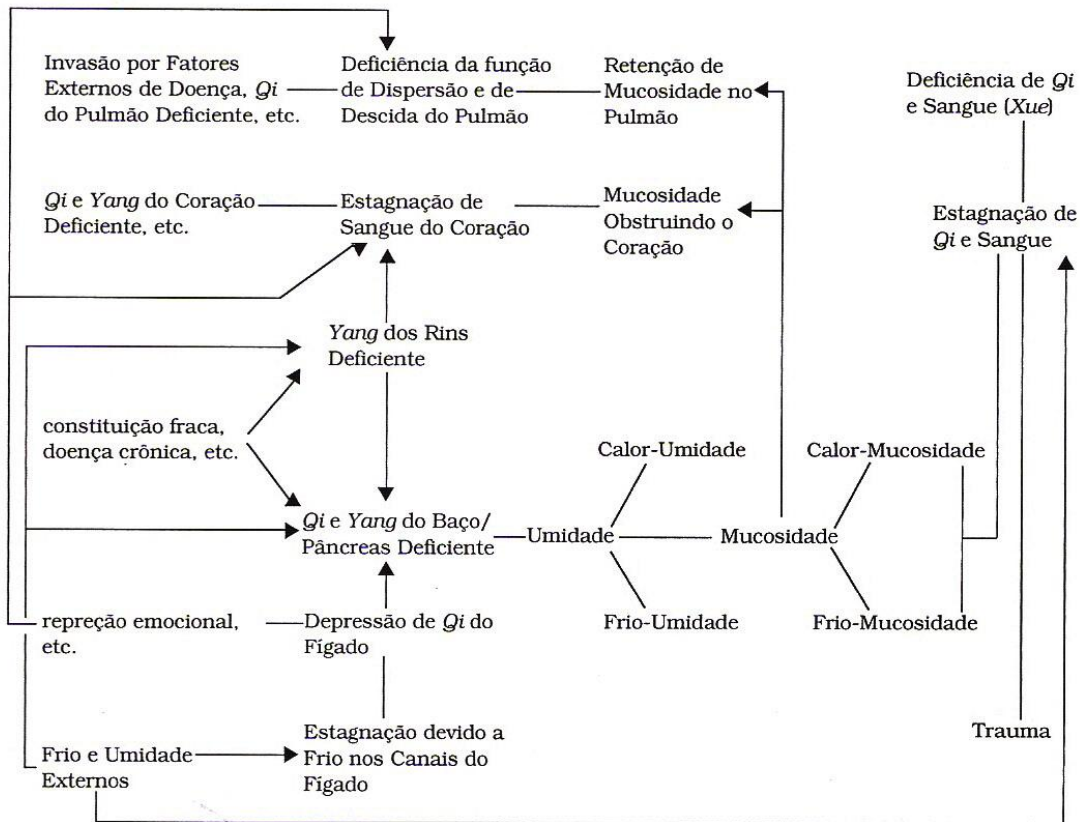 Invasão por Fatores
Externos de Doença, Qi
do Pulmão Deficiente, etc.
Deficiência da função
de Dispersão e de
Descida do Pulmão
Retenção de
Mucosidade no
Pulmão
Deficiência de Qi
e Sangue (Xue)
Qi e Yang do Coração
Deficiente, etc.
Estagnação de
Sangue do Coração
Mucosidade
Obstruindo o
Coração
Estagnação de
Qi e Sangue
Yang dos Rins
Deficiente
constituição fraca,
doença crônica, etc.
Calor-Umidade
Calor-Mucosidade
Qi e Yang do Baço/
Pâncreas Deficiente
Umidade
Mucosidade
Frio-Umidade
Frio-Mucosidade
repreção emocional,
etc.
Depressão de Qi do
Fígado
Trauma
Frio e Umidade
Externos
Estagnação devido a
Frio nos Canais do
Fígado